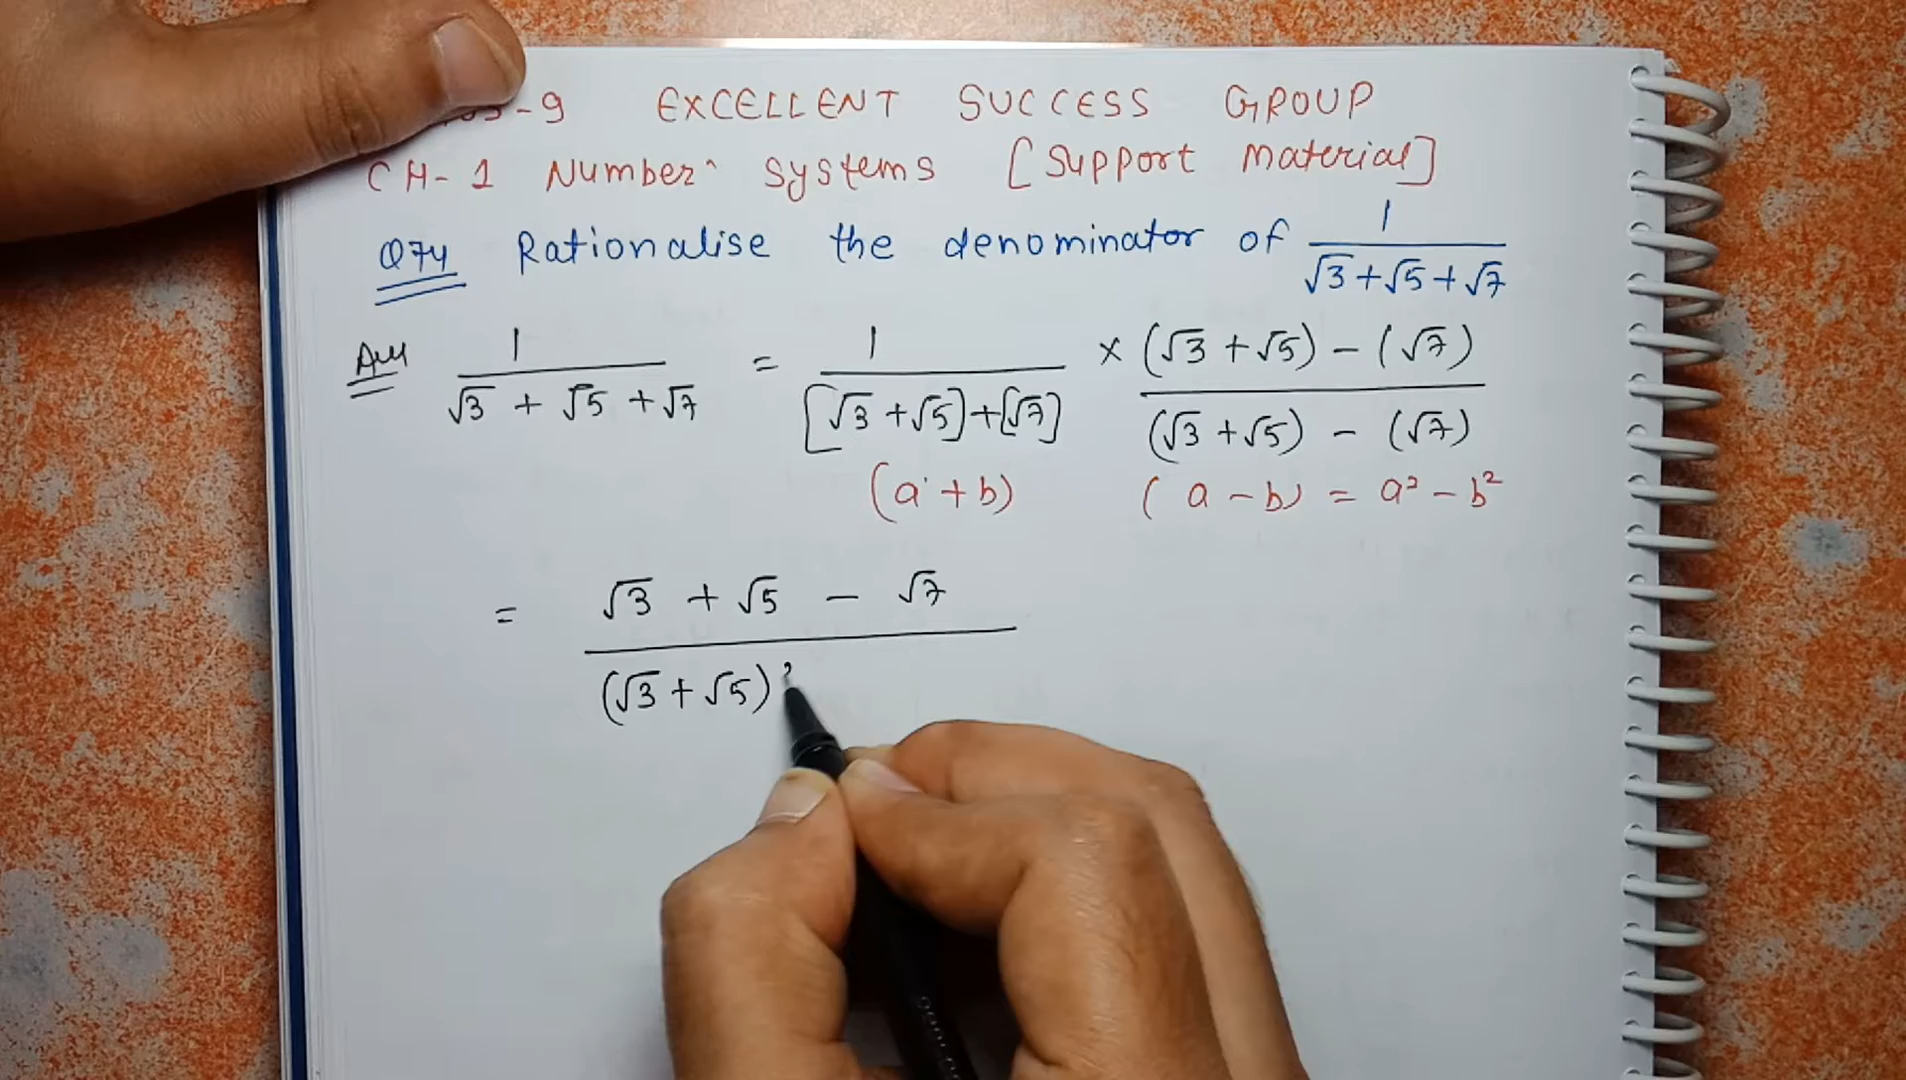 -9 EXCELLENT SUCCESS GROUP
CH-1 Number Systems [Support Material]
Q74 Rationalise the denominator of 1/(√3+√5+√7)
Ans 1/(√3 + √5 + √7) = 1/([√3+√5]+[√7]) × ((√3+√5) - (√7))/((√3+√5) - (√7))
(a + b) (a - b) = a² - b²
= √3 + √5 - √7
(√3+√5)²